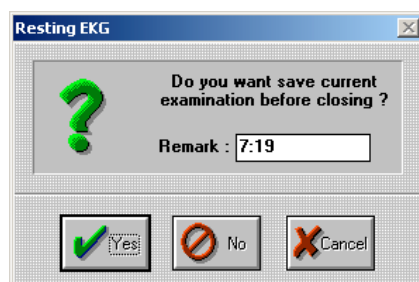 Resting EKG
Do you want save current
examination before closing ?
Remark : 7:19
Yes
No
Cancel